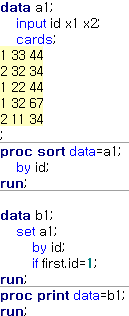 data a1;
input id x1 x2;
cards;
1 33 44
2 32 34
1 22 44
1 32 67
2 11 34
;
proc sort data=a1;
by id;
run;
data b1;
set a1;
by id;
if first.id=1;
run;
proc print data=b1;
run;